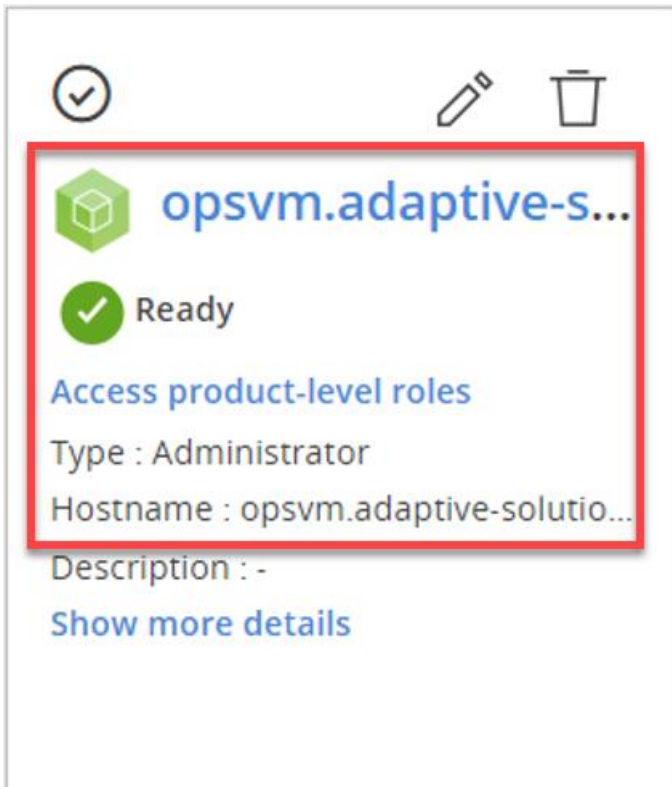 opsvm.adaptive-s...
Ready
Access product-level roles
Type : Administrator
Hostname : opsvm.adaptive-solutio...
Description : -
Show more details